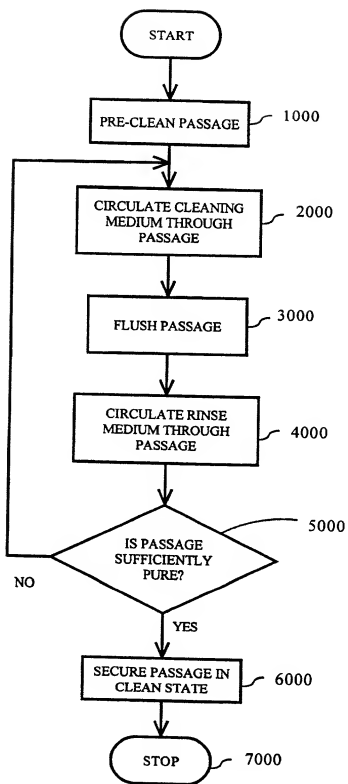 START
PRE-CLEAN PASSAGE
1000
CIRCULATE CLEANING
MEDIUM THROUGH
PASSAGE
2000
FLUSH PASSAGE
3000
CIRCULATE RINSE
MEDIUM THROUGH
PASSAGE
4000
IS PASSAGE
SUFFICIENTLY
PURE?
5000
NO
YES
SECURE PASSAGE IN
CLEAN STATE
6000
STOP
7000